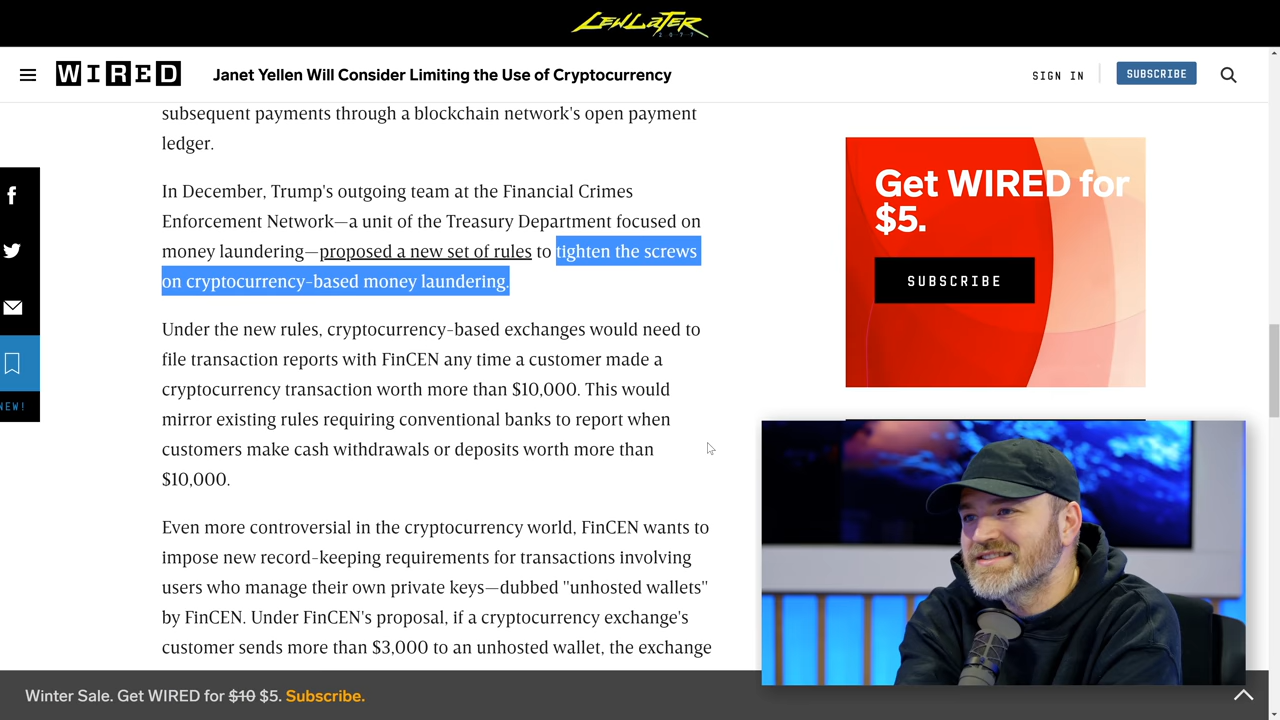 LEWLATER
2077
WIRED
Janet Yellen Will Consider Limiting the Use of Cryptocurrency
SIGN IN
SUBSCRIBE
subsequent payments through a blockchain network's open payment
ledger.
In December, Trump's outgoing team at the Financial Crimes
Enforcement Network—a unit of the Treasury Department focused on
money laundering—proposed a new set of rules to tighten the screws
on cryptocurrency-based money laundering.
Under the new rules, cryptocurrency-based exchanges would need to
file transaction reports with FinCEN any time a customer made a
cryptocurrency transaction worth more than $10,000. This would
mirror existing rules requiring conventional banks to report when
customers make cash withdrawals or deposits worth more than
$10,000.
Even more controversial in the cryptocurrency world, FinCEN wants to
impose new record-keeping requirements for transactions involving
users who manage their own private keys—dubbed "unhosted wallets"
by FinCEN. Under FinCEN's proposal, if a cryptocurrency exchange's
customer sends more than $3,000 to an unhosted wallet, the exchange
NEW!
Get WIRED for
$5.
SUBSCRIBE
Winter Sale. Get WIRED for $10 $5. Subscribe.